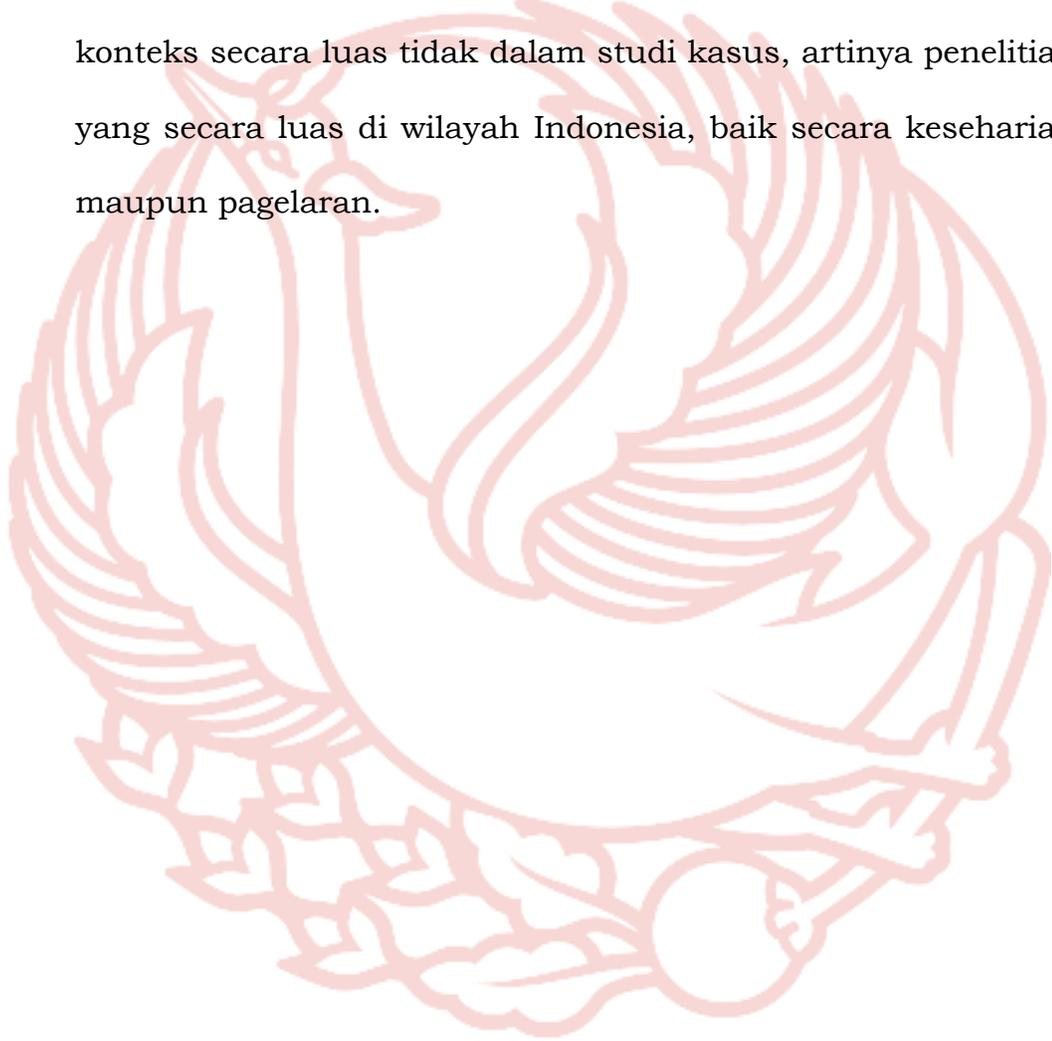 konteks secara luas tidak dalam studi kasus, artinya penelitia
yang secara luas di wilayah Indonesia, baik secara keseharia
maupun pagelaran.